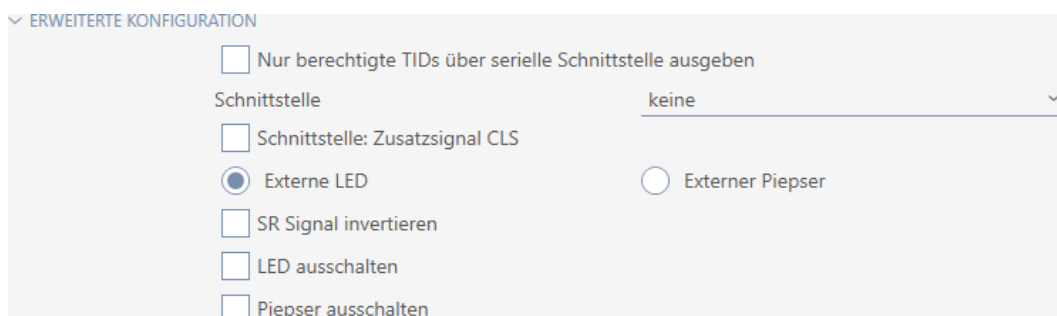 ERWEITERTE KONFIGURATION
Nur berechtigte TIDs über serielle Schnittstelle ausgeben
Schnittstelle keine
Schnittstelle: Zusatzsignal CLS
Externe LED Externer Piepser
SR Signal invertieren
LED ausschalten
Piepser ausschalten